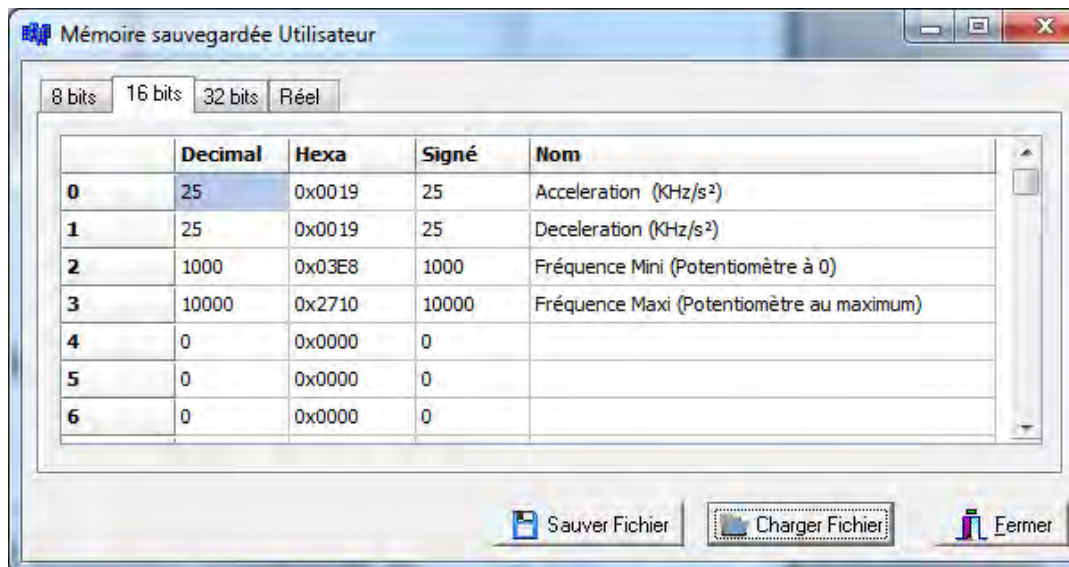 Mémoire sauvegardée Utilisateur
8 bits 16 bits 32 bits Réel
Decimal Hexa Signé Nom
0 25 0x0019 25 Acceleration (KHz/s²)
1 25 0x0019 25 Deceleration (KHz/s²)
2 1000 0x03E8 1000 Fréquence Mini (Potentiomètre à 0)
3 10000 0x2710 10000 Fréquence Maxi (Potentiomètre au maximum)
4 0 0x0000 0
5 0 0x0000 0
6 0 0x0000 0
Sauver Fichier Charger Fichier Fermer